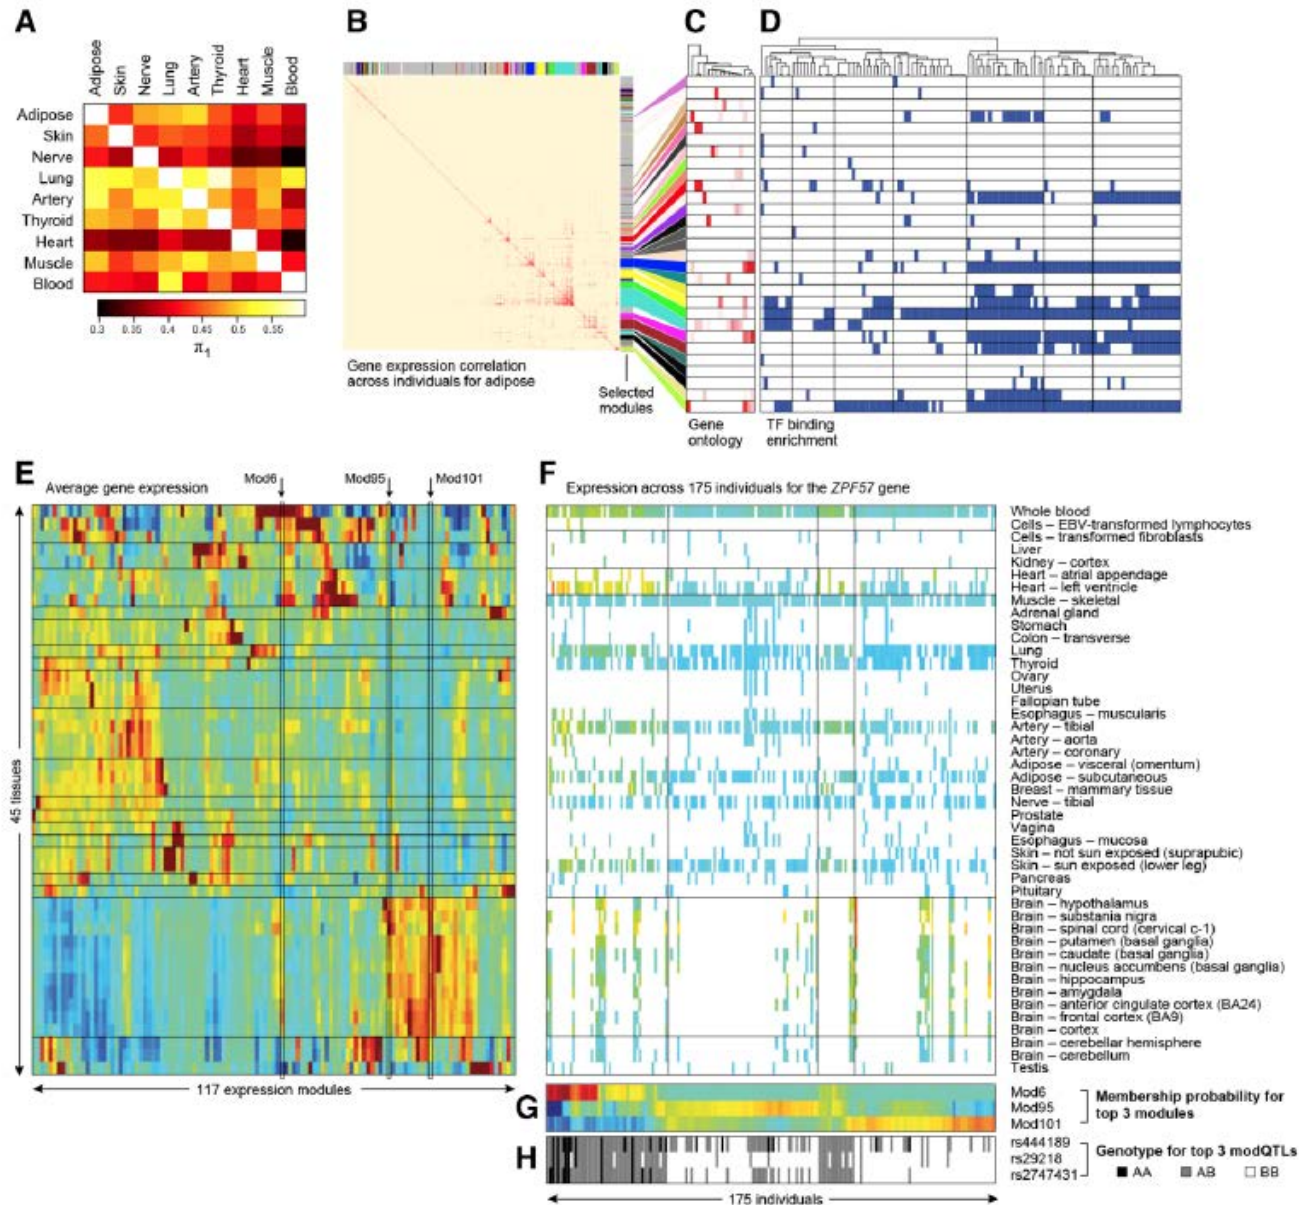 A
B
C
D
Adipose
Skin
Nerve
Lung
Artery
Thyroid
Heart
Muscle
Blood
Adipose
Skin
Nerve
Lung
Artery
Thyroid
Heart
Muscle
Blood
0.3 0.35 0.4 0.45 0.5 0.55
π1
Gene expression correlation
across individuals for adipose
Selected
modules
Gene
ontology
TF binding
enrichment
E
Average gene expression
Mod6
Mod95
Mod101
45 tissues
117 expression modules
F
Expression across 175 individuals for the ZPF57 gene
Whole blood
Cells – EBV-transformed lymphocytes
Cells – transformed fibroblasts
Liver
Kidney – cortex
Heart – atrial appendage
Heart – left ventricle
Muscle – skeletal
Adrenal gland
Stomach
Colon – transverse
Lung
Thyroid
Ovary
Uterus
Fallopian tube
Esophagus – muscularis
Artery – tibial
Artery – aorta
Artery – coronary
Adipose – visceral (omentum)
Adipose – subcutaneous
Breast – mammary tissue
Nerve – tibial
Prostate
Vagina
Esophagus – mucosa
Skin – not sun exposed (suprapubic)
Skin – sun exposed (lower leg)
Pancreas
Pituitary
Brain – hypothalamus
Brain – substania nigra
Brain – spinal cord (cervical c-1)
Brain – putamen (basal ganglia)
Brain – caudate (basal ganglia)
Brain – nucleus accumbens (basal ganglia)
Brain – hippocampus
Brain – amygdala
Brain – anterior cingulate cortex (BA24)
Brain – frontal cortex (BA9)
Brain – cortex
Brain – cerebellar hemisphere
Brain – cerebellum
Testis
G
Mod6
Mod95
Mod101
Membership probability for
top 3 modules
H
rs444189
rs29218
rs2747431
Genotype for top 3 modQTLs
AA AB BB
175 individuals